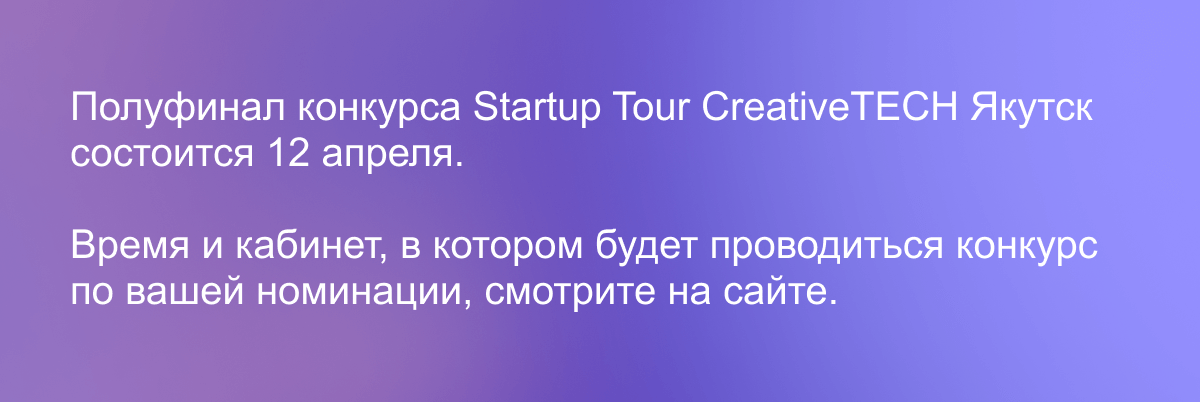 Полуфинал конкурса Startup Tour CreativeTECH Якутск
состоится 12 апреля.
Время и кабинет, в котором будет проводиться конкурс
по вашей номинации, смотрите на сайте.